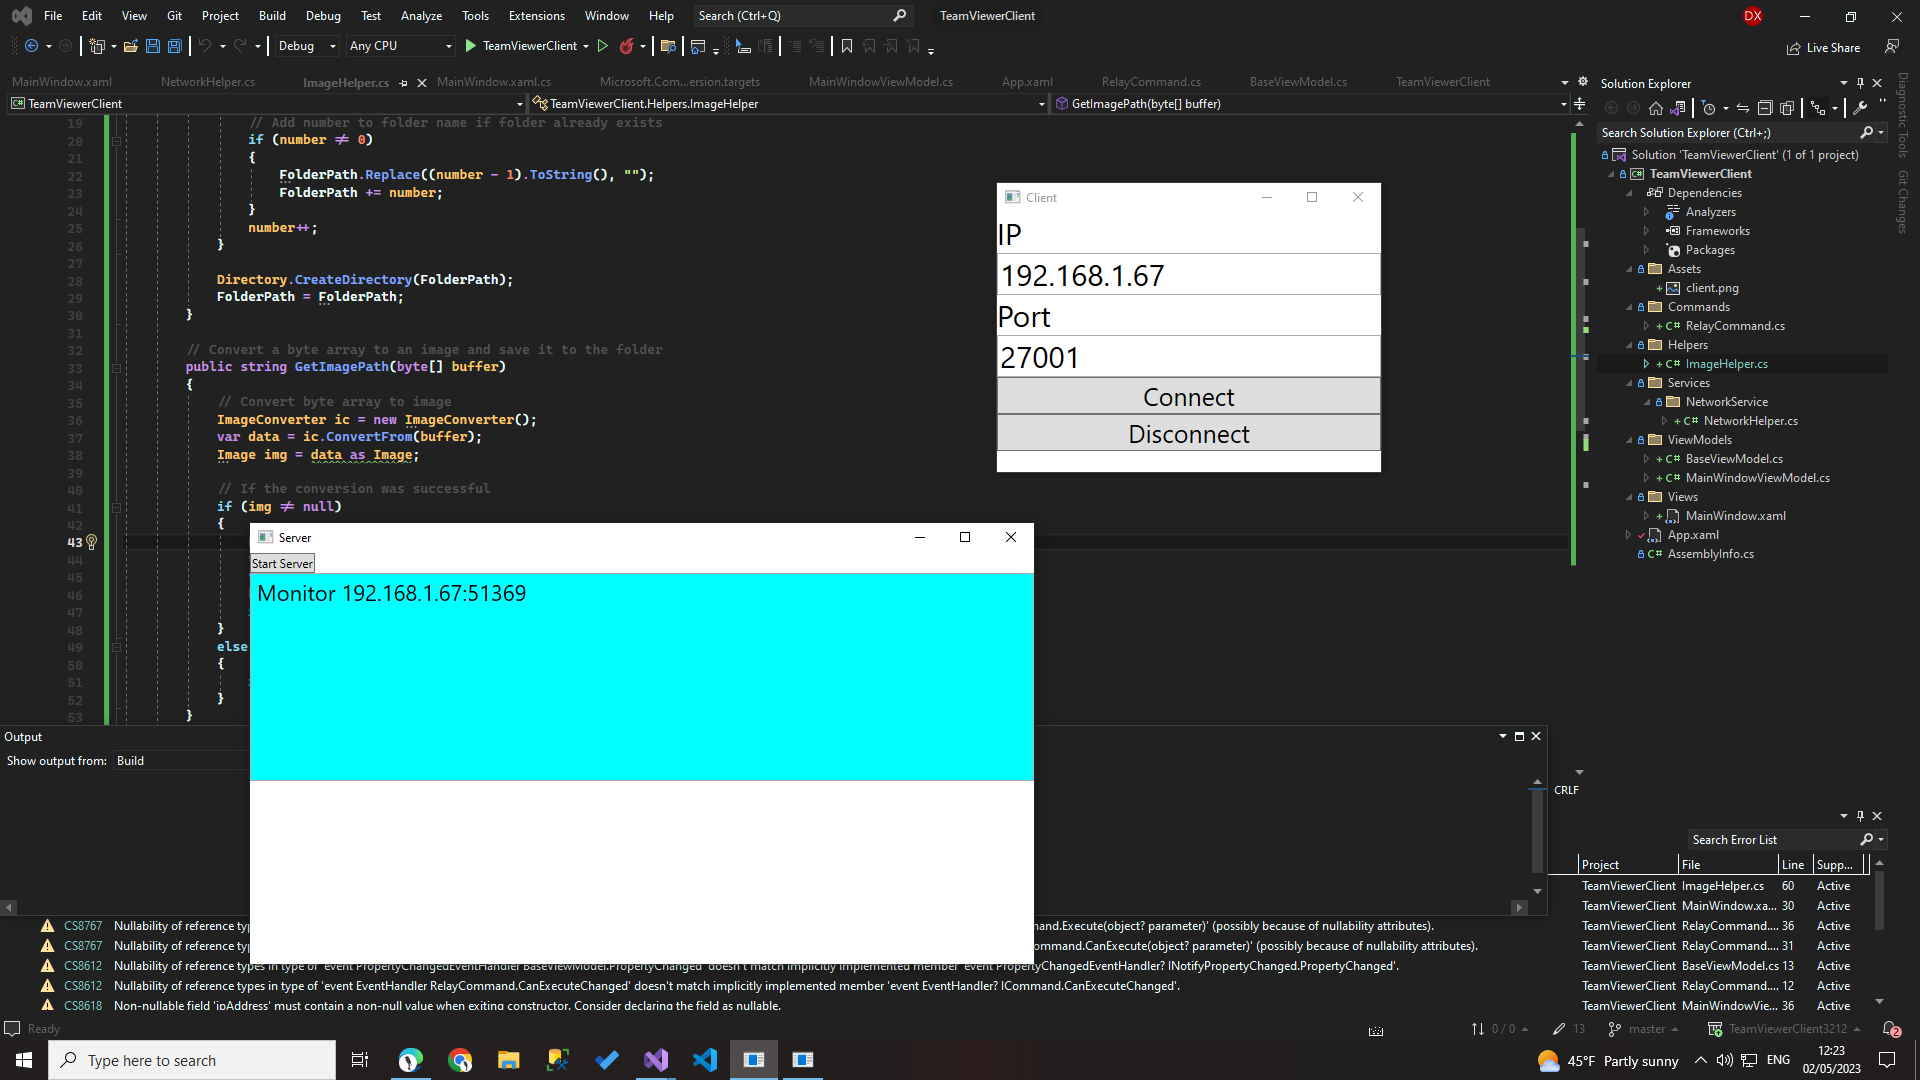 File Edit View Git Project Build Debug Test Analyze Tools Extensions Window Help Search (Ctrl+Q) TeamViewerClient DX
Debug Any CPU TeamViewerClient Live Share
MainWindow.xaml NetworkHelper.cs ImageHelper.cs MainWindow.xaml.cs Microsoft.Com...ersion.targets MainWindowViewModel.cs App.xaml RelayCommand.cs BaseViewModel.cs TeamViewerClient
TeamViewerClient TeamViewerClient.Helpers.ImageHelper GetImagePath(byte[] buffer)
19 // Add number to folder name if folder already exists
20 if (number ≠ 0)
21 {
22 FolderPath.Replace((number - 1).ToString(), "");
23 FolderPath += number;
24 }
25 number++;
26 }
27
28 Directory.CreateDirectory(FolderPath);
29 FolderPath = FolderPath;
30 }
31
32 // Convert a byte array to an image and save it to the folder
33 public string GetImagePath(byte[] buffer)
34 {
35 // Convert byte array to image
36 ImageConverter ic = new ImageConverter();
37 var data = ic.ConvertFrom(buffer);
38 Image img = data as Image;
39
40 // If the conversion was successful
41 if (img ≠ null)
42 {
43
44
45
46
47
48 }
49 else
50 {
51
52 }
53 }
Client
IP
192.168.1.67
Port
27001
Connect
Disconnect
Server
Start Server
Monitor 192.168.1.67:51369
Solution Explorer
Search Solution Explorer (Ctrl+;)
Solution 'TeamViewerClient' (1 of 1 project)
TeamViewerClient
Dependencies
Analyzers
Frameworks
Packages
Assets
client.png
Commands
RelayCommand.cs
Helpers
ImageHelper.cs
Services
NetworkService
NetworkHelper.cs
ViewModels
BaseViewModel.cs
MainWindowViewModel.cs
Views
MainWindow.xaml
App.xaml
AssemblyInfo.cs
Diagnostic Tools
Git Changes
Output
Show output from: Build
CRLF
Search Error List
Project File Line Supp...
TeamViewerClient ImageHelper.cs 60 Active
TeamViewerClient MainWindow.xa... 30 Active
CS8767 Nullability of reference typ mand.Execute(object? parameter)' (possibly because of nullability attributes). TeamViewerClient RelayCommand.... 36 Active
CS8767 Nullability of reference typ ommand.CanExecute(object? parameter)' (possibly because of nullability attributes). TeamViewerClient RelayCommand.... 31 Active
CS8612 Nullability of reference types in type of 'event PropertyChangedEventHandler BaseViewModel.PropertyChanged' doesn't match implicitly implemented member 'event PropertyChangedEventHandler? INotifyPropertyChanged.PropertyChanged'. TeamViewerClient BaseViewModel.cs 13 Active
CS8612 Nullability of reference types in type of 'event EventHandler RelayCommand.CanExecuteChanged' doesn't match implicitly implemented member 'event EventHandler? ICommand.CanExecuteChanged'. TeamViewerClient RelayCommand.... 12 Active
CS8618 Non-nullable field 'ipAddress' must contain a non-null value when exiting constructor. Consider declaring the field as nullable. TeamViewerClient MainWindowVie... 36 Active
Ready 0 / 0 13 master TeamViewerClient3212 2
Type here to search 45°F Partly sunny ENG 12:23
02/05/2023